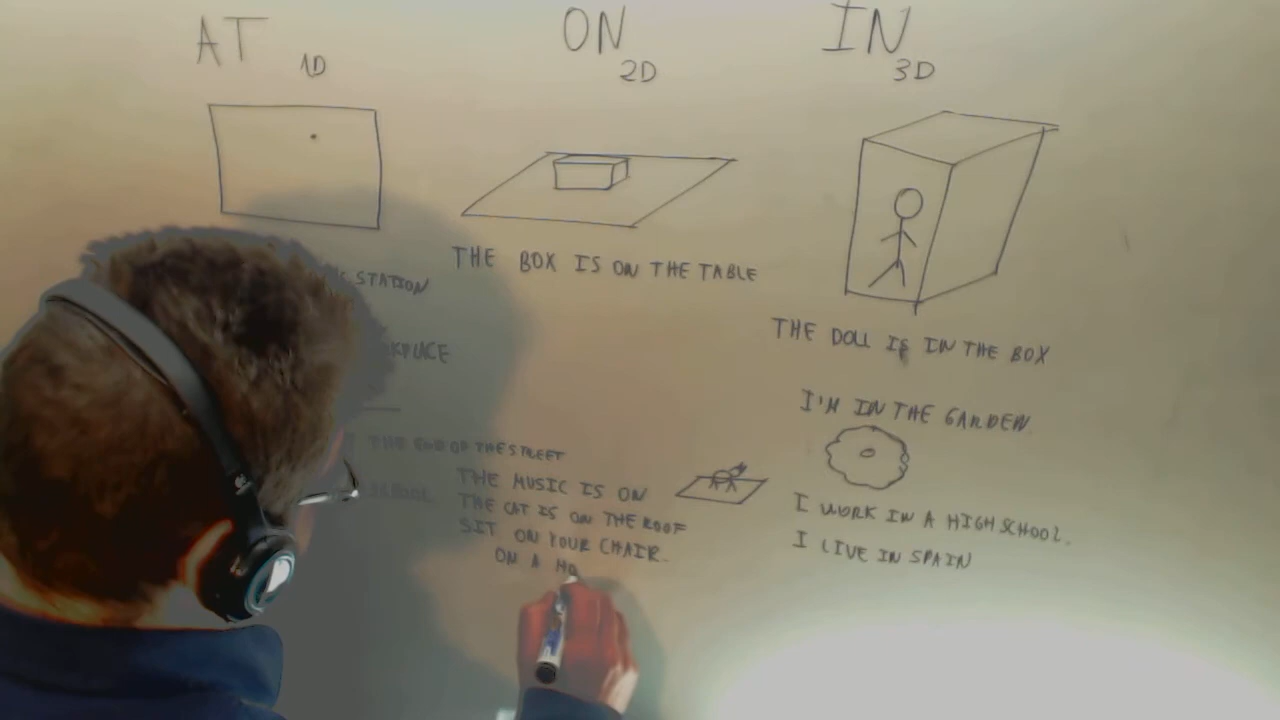 AT
1D
ON
2D
IN
3D
STATION
THE BOX IS ON THE TABLE
THE DOLL IS IN THE BOX
I'M IN THE GARDEN
THE END OF THE STREET
SCHOOL
THE MUSIC IS ON
THE CAT IS ON THE ROOF
SIT ON YOUR CHAIR.
ON A HO
I WORK IN A HIGH SCHOOL.
I LIVE IN SPAIN